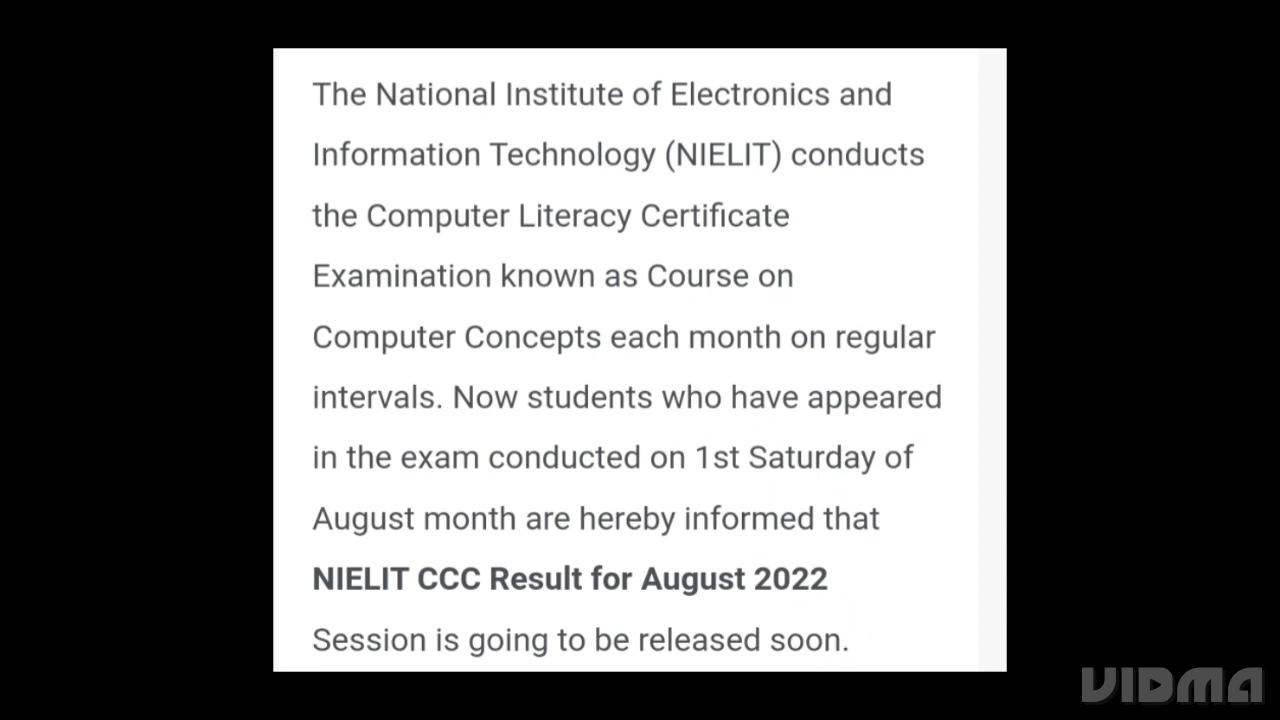 The National Institute of Electronics and
Information Technology (NIELIT) conducts
the Computer Literacy Certificate
Examination known as Course on
Computer Concepts each month on regular
intervals. Now students who have appeared
in the exam conducted on 1st Saturday of
August month are hereby informed that
NIELIT CCC Result for August 2022
Session is going to be released soon.
VIDMA